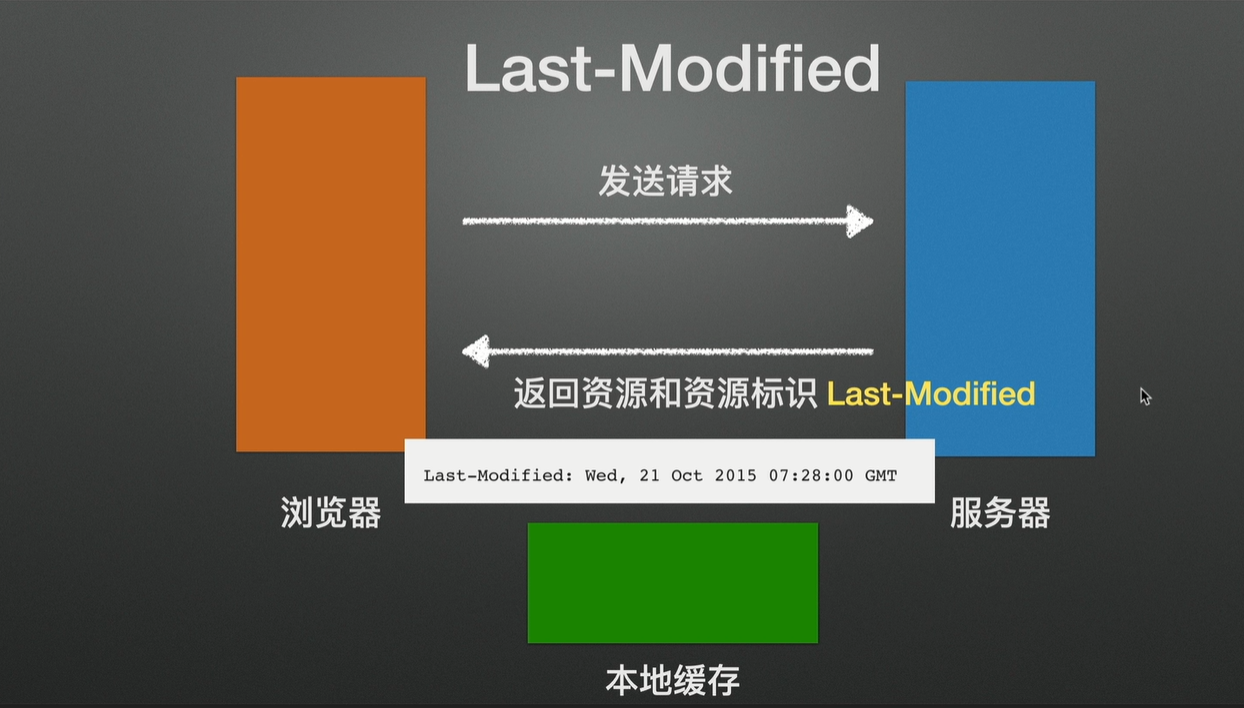 Last-Modified
发送请求
返回资源和资源标识 Last-Modified
Last-Modified: Wed, 21 Oct 2015 07:28:00 GMT
浏览器
服务器
本地缓存